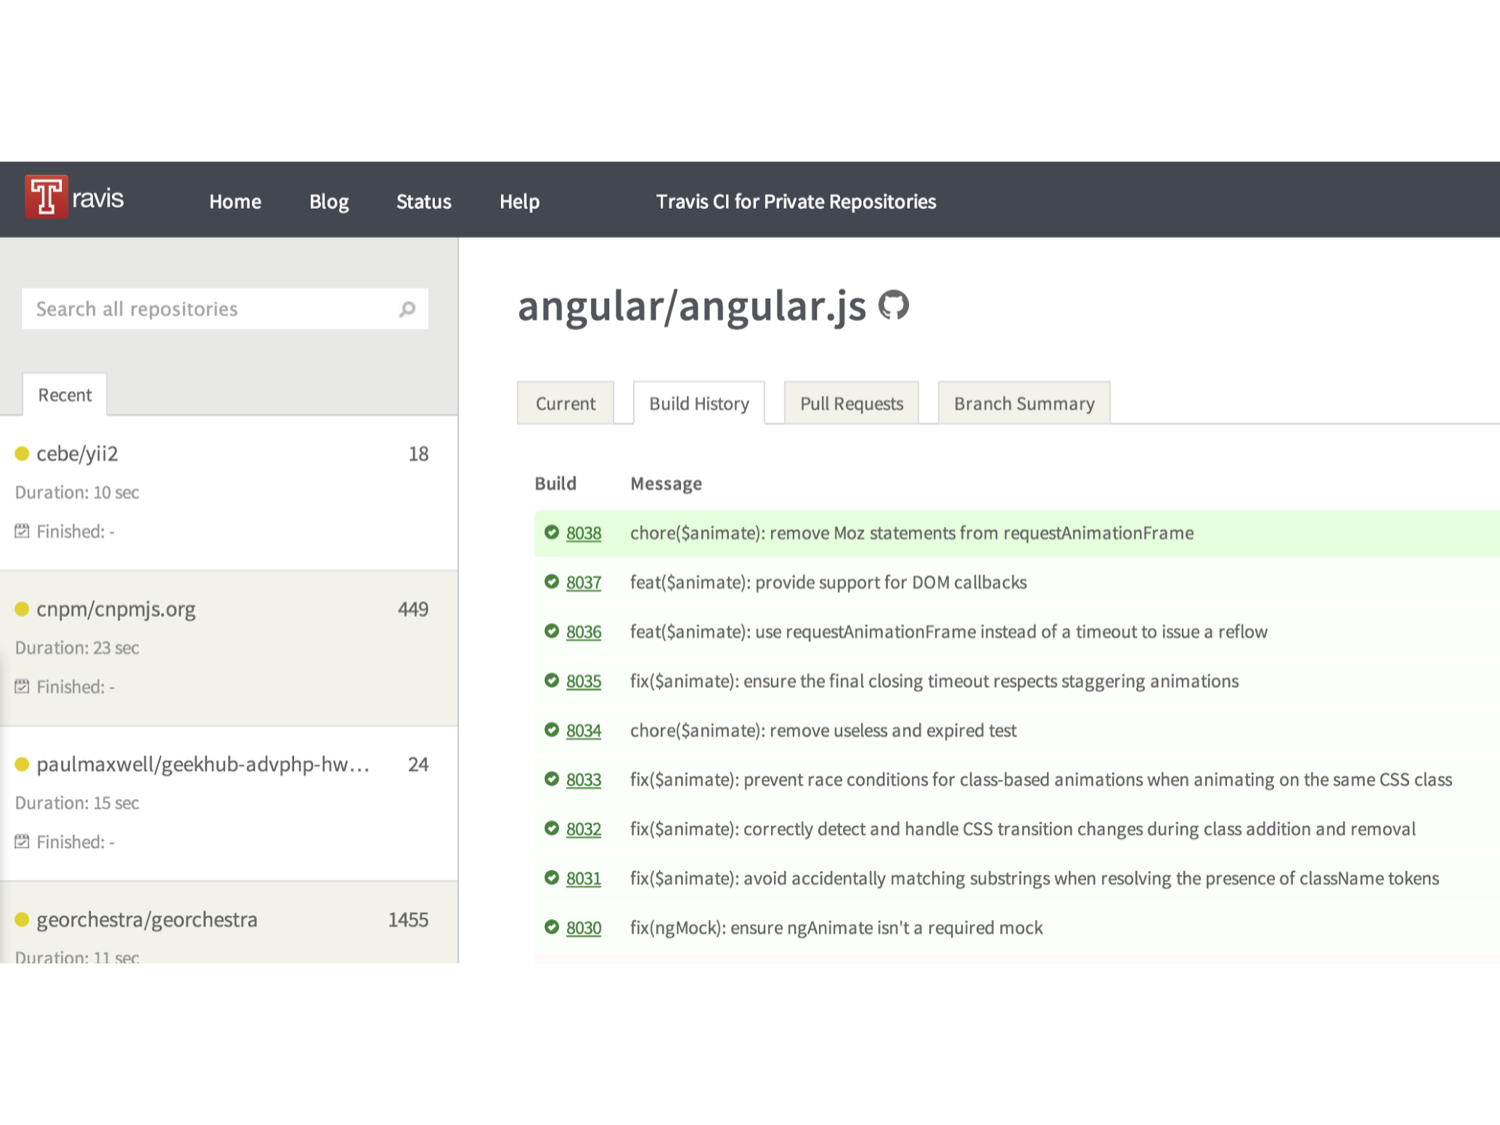 Travis
Home Blog Status Help Travis CI for Private Repositories
Search all repositories
Recent
cebe/yii2 18
Duration: 10 sec
Finished: -
cnpm/cnpmjs.org 449
Duration: 23 sec
Finished: -
paulmaxwell/geekhub-advphp-hw... 24
Duration: 15 sec
Finished: -
georchestra/georchestra 1455
Duration: 11 sec
angular/angular.js
Current Build History Pull Requests Branch Summary
Build Message
8038 chore($animate): remove Moz statements from requestAnimationFrame
8037 feat($animate): provide support for DOM callbacks
8036 feat($animate): use requestAnimationFrame instead of a timeout to issue a reflow
8035 fix($animate): ensure the final closing timeout respects staggering animations
8034 chore($animate): remove useless and expired test
8033 fix($animate): prevent race conditions for class-based animations when animating on the same CSS class
8032 fix($animate): correctly detect and handle CSS transition changes during class addition and removal
8031 fix($animate): avoid accidentally matching substrings when resolving the presence of className tokens
8030 fix(ngMock): ensure ngAnimate isn't a required mock